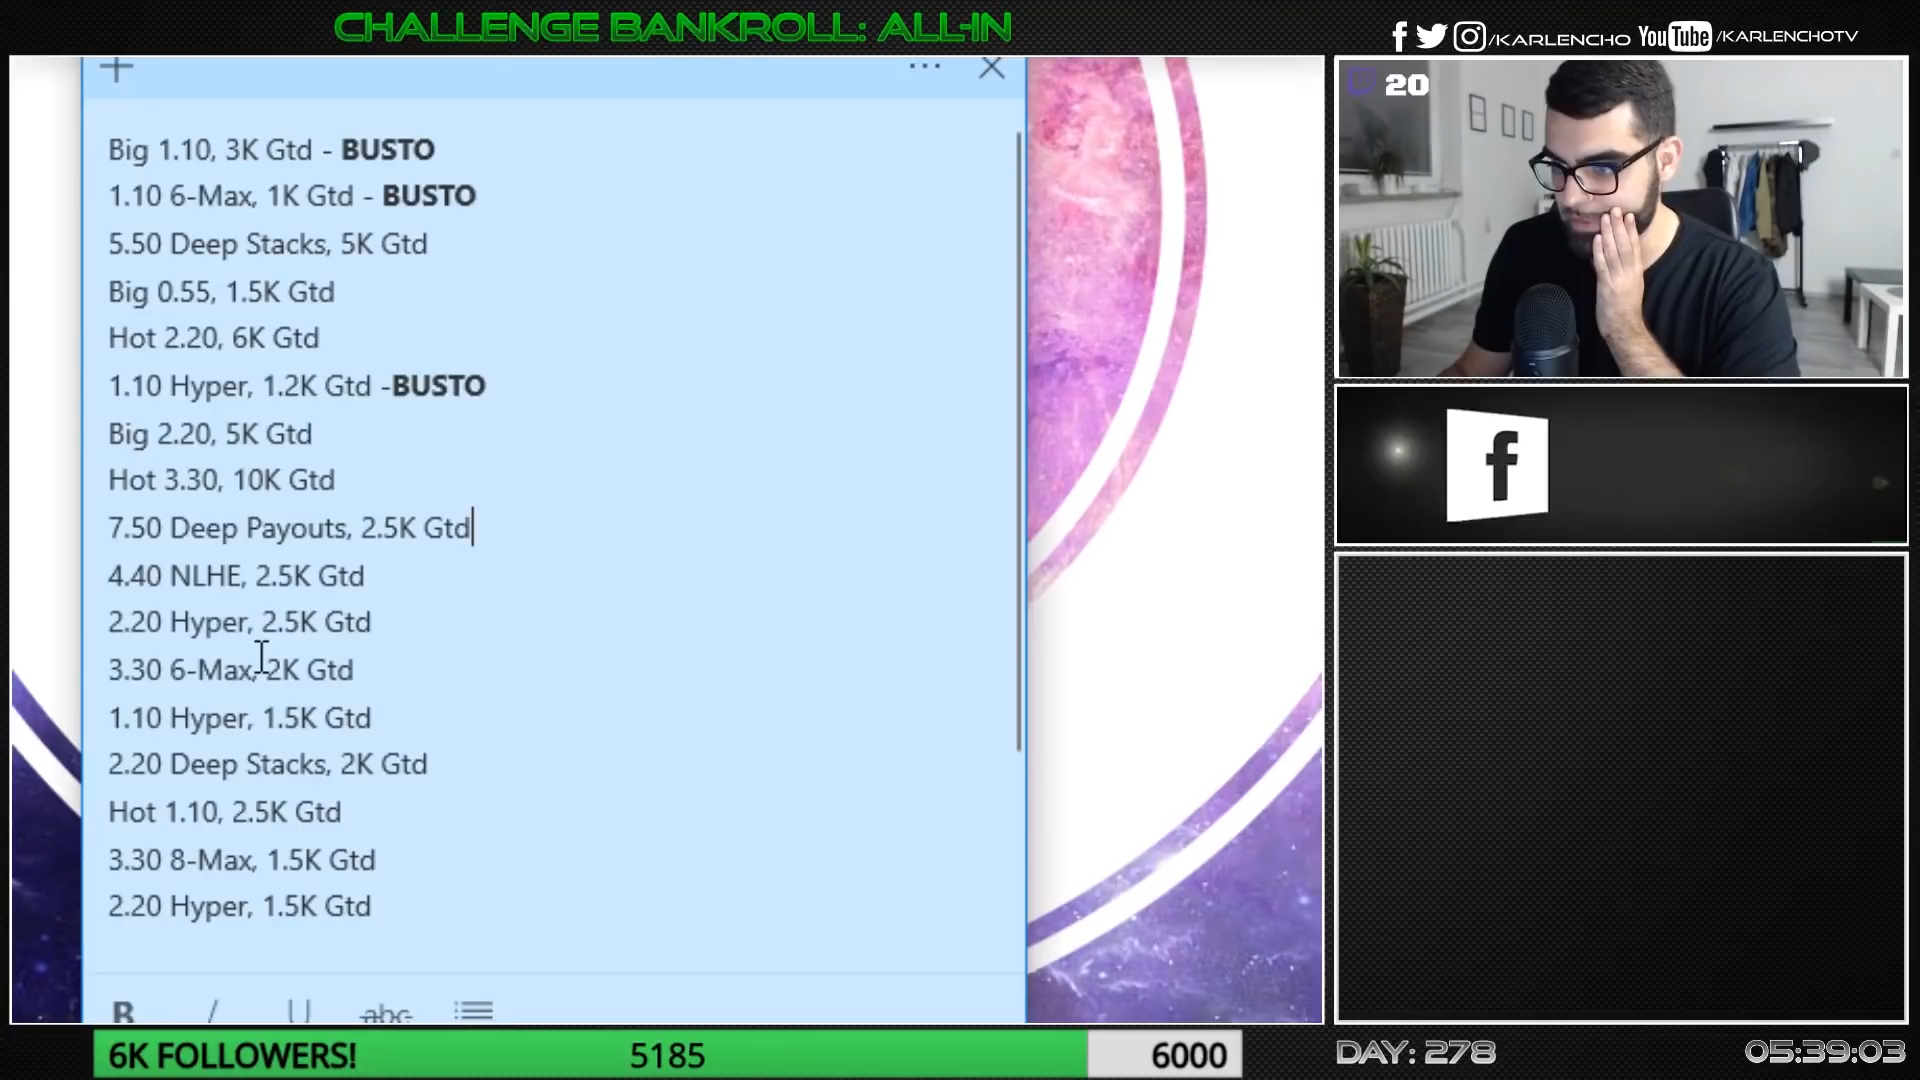 CHALLENGE BANKROLL: ALL-IN
f /KARLENCHO YouTube /KARLENCHOTV
20
Big 1.10, 3K Gtd - BUSTO
1.10 6-Max, 1K Gtd - BUSTO
5.50 Deep Stacks, 5K Gtd
Big 0.55, 1.5K Gtd
Hot 2.20, 6K Gtd
1.10 Hyper, 1.2K Gtd -BUSTO
Big 2.20, 5K Gtd
Hot 3.30, 10K Gtd
7.50 Deep Payouts, 2.5K Gtd
4.40 NLHE, 2.5K Gtd
2.20 Hyper, 2.5K Gtd
3.30 6-Max, 2K Gtd
1.10 Hyper, 1.5K Gtd
2.20 Deep Stacks, 2K Gtd
Hot 1.10, 2.5K Gtd
3.30 8-Max, 1.5K Gtd
2.20 Hyper, 1.5K Gtd
B / U abc
f
6K FOLLOWERS! 5185 6000
DAY: 278 05:39:03